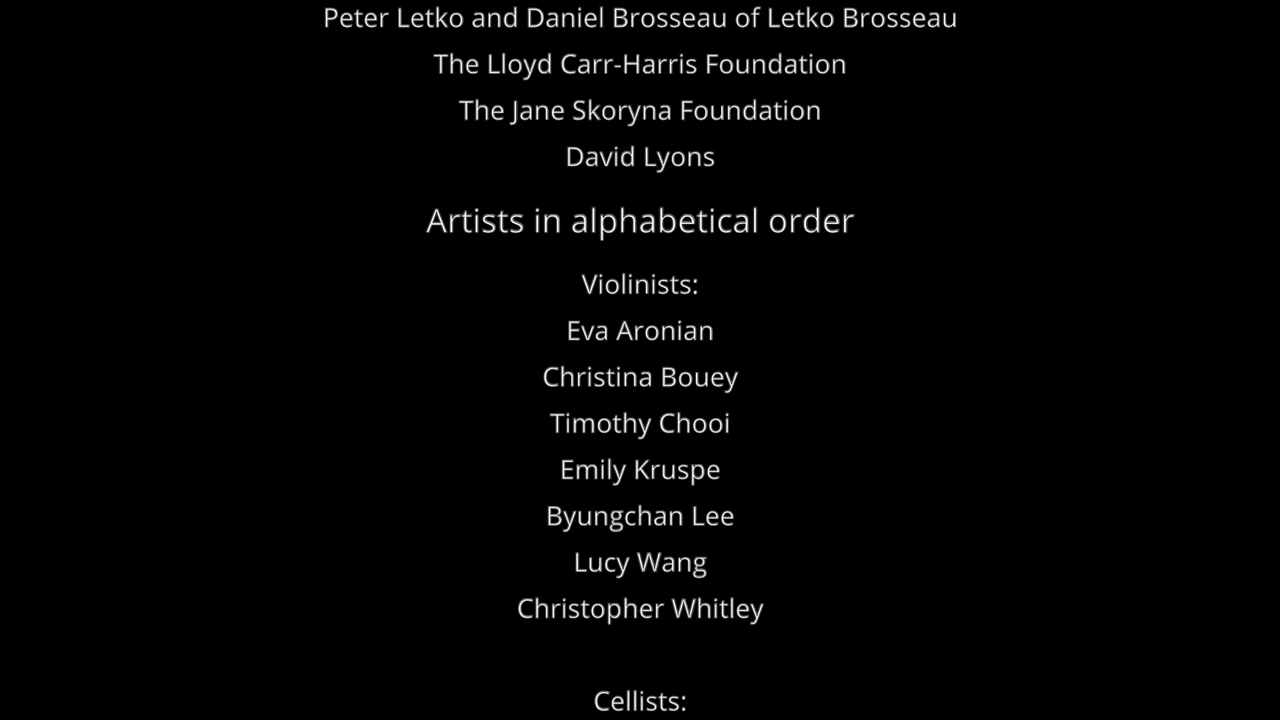 Peter Letko and Daniel Brosseau of Letko Brosseau
The Lloyd Carr-Harris Foundation
The Jane Skoryna Foundation
David Lyons
Artists in alphabetical order
Violinists:
Eva Aronian
Christina Bouey
Timothy Chooi
Emily Kruspe
Byungchan Lee
Lucy Wang
Christopher Whitley
Cellists: